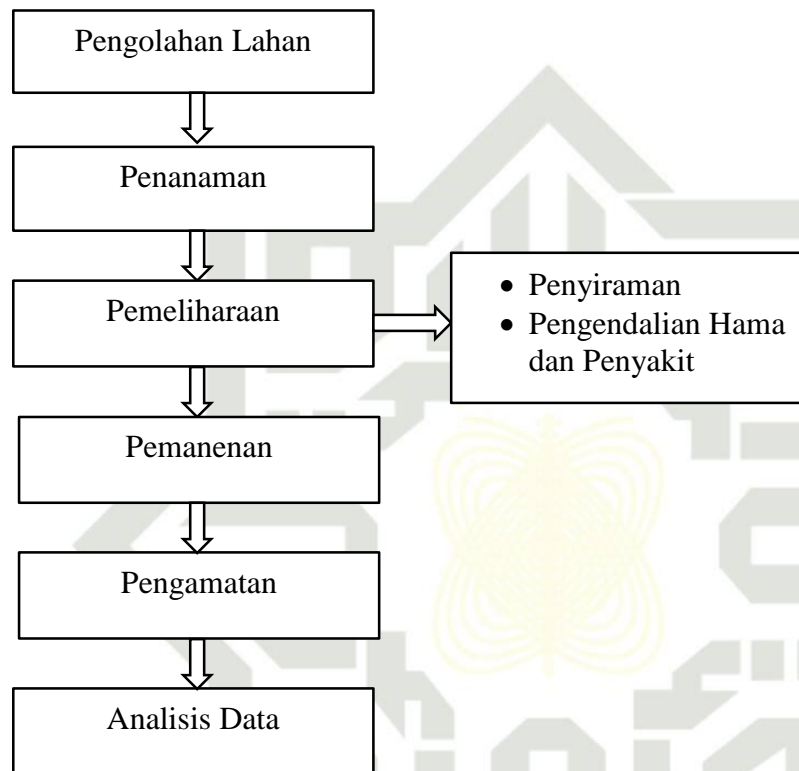 Pengolahan Lahan
Penanaman
Pemeliharaan
• Penyiraman
• Pengendalian Hama
dan Penyakit
Pemanenan
Pengamatan
Analisis Data